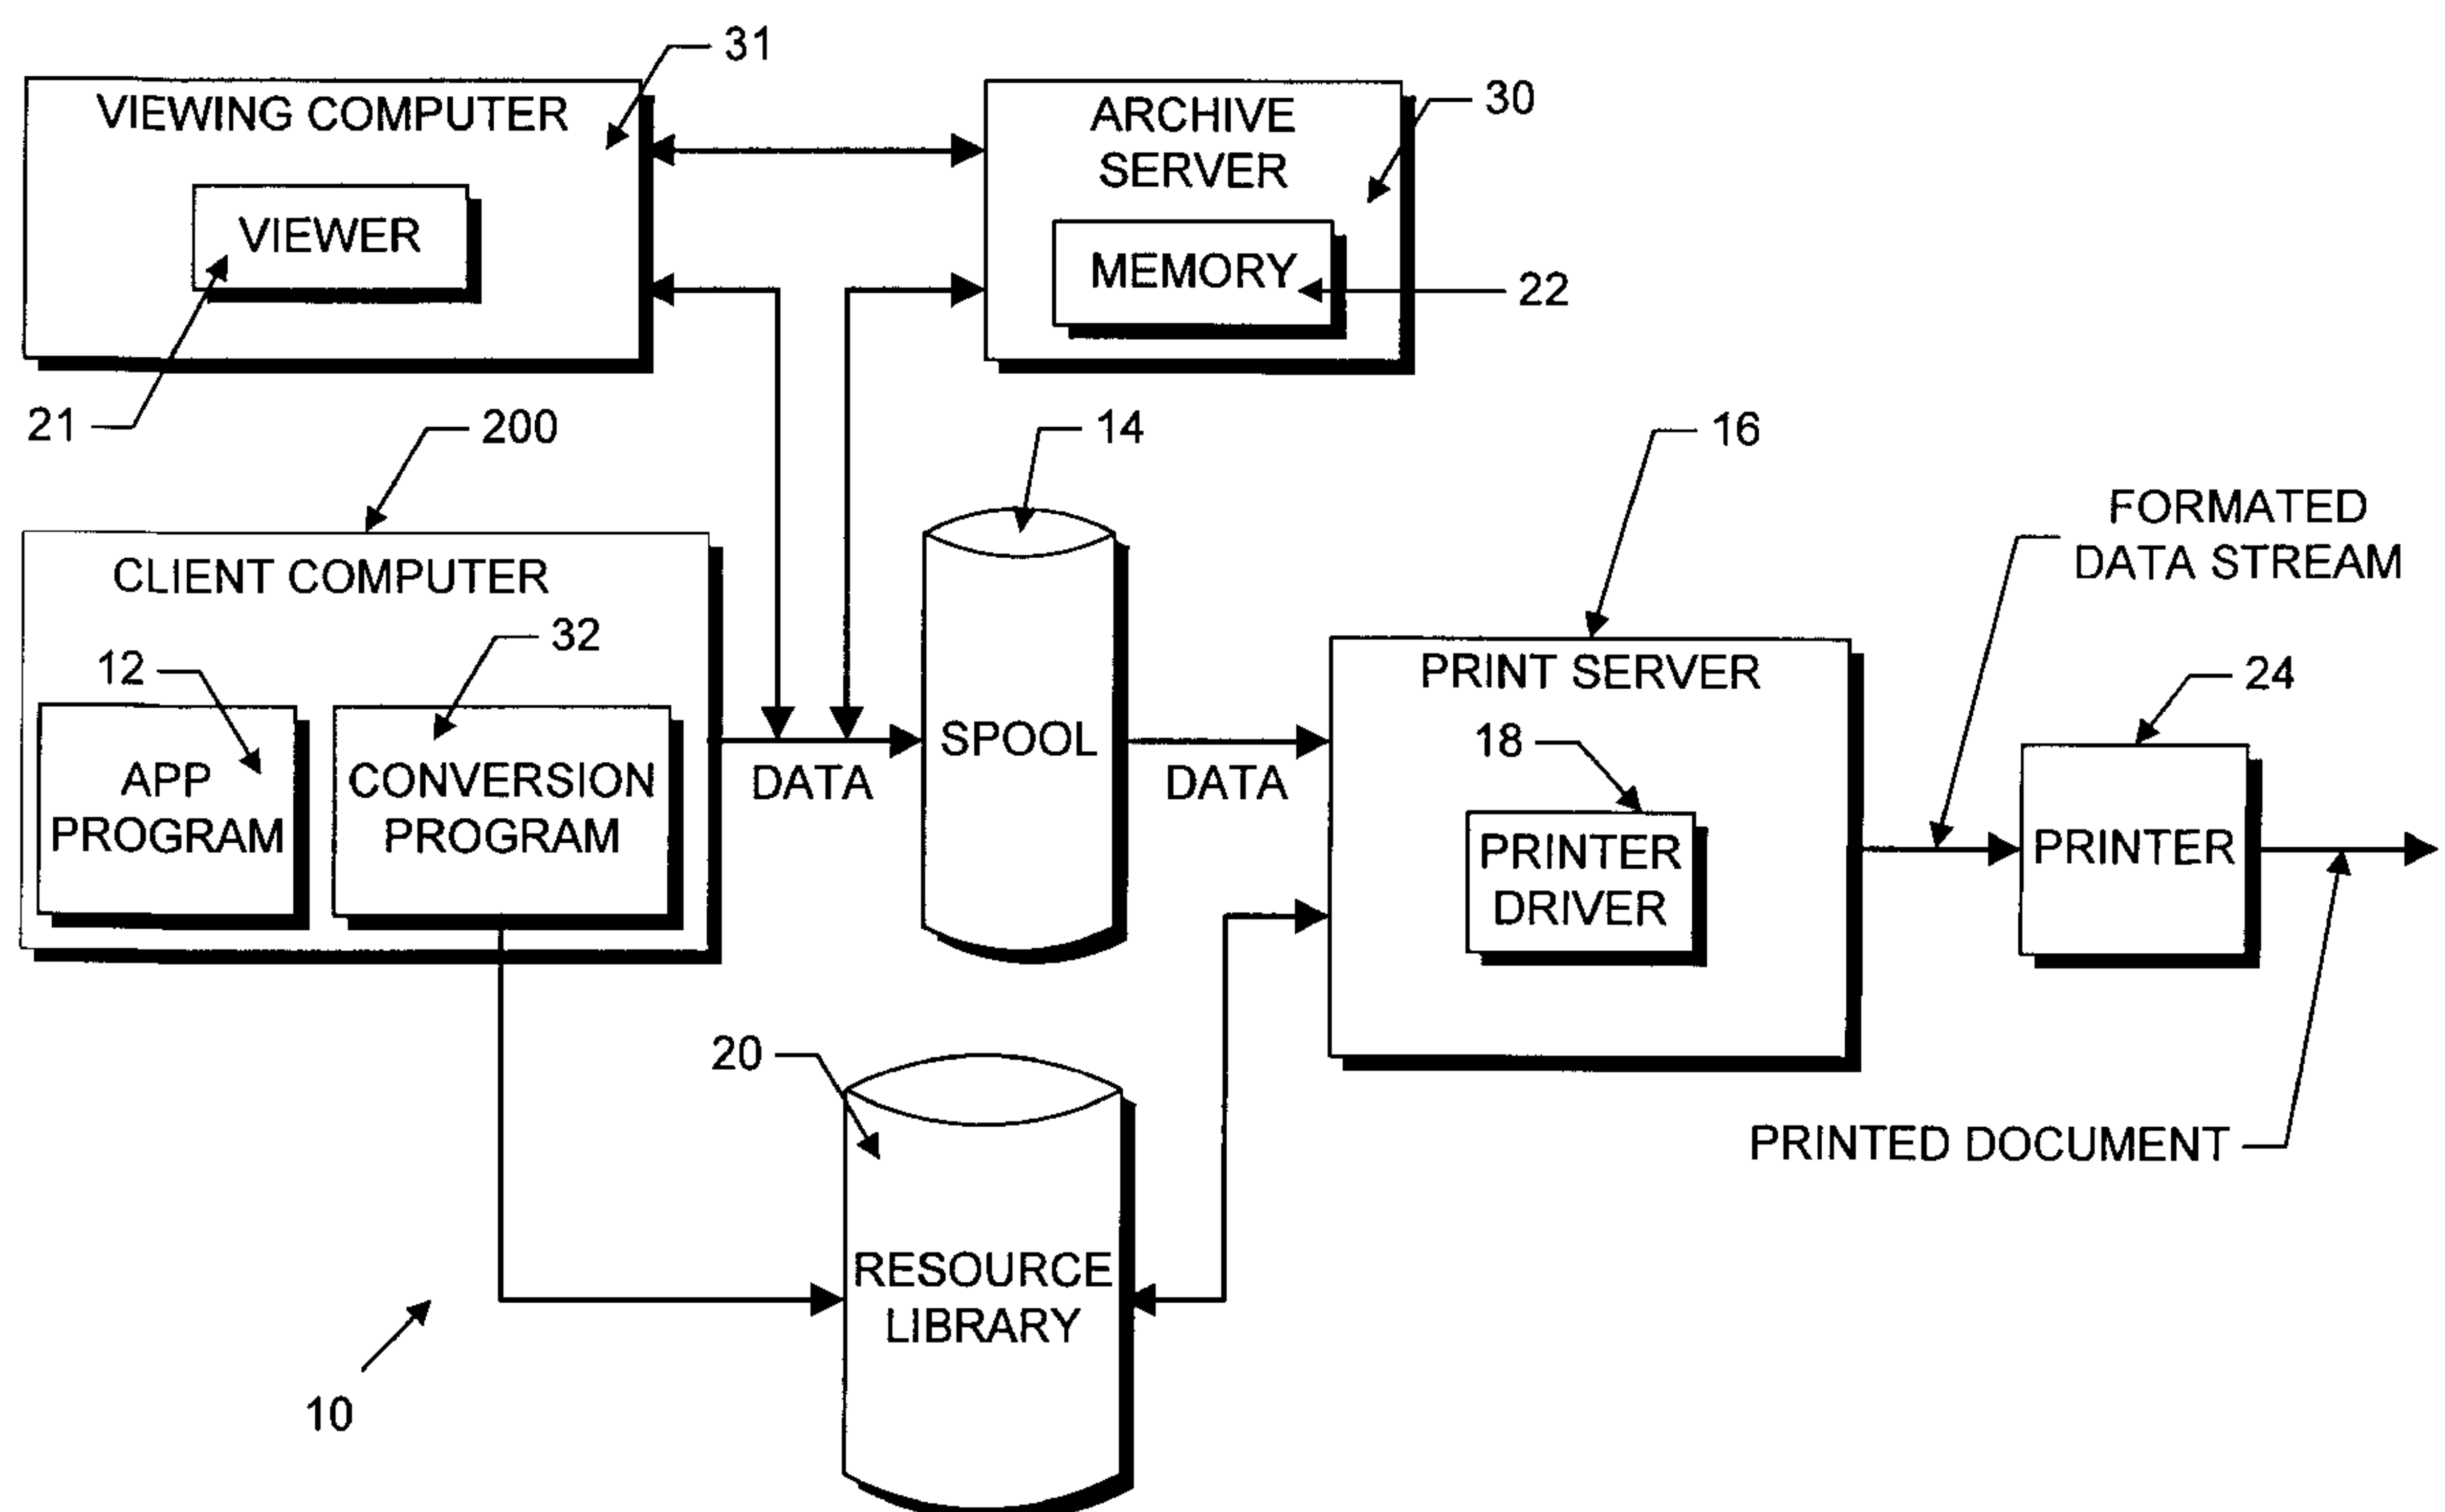 31
VIEWING COMPUTER
VIEWER
21
ARCHIVE
SERVER
30
MEMORY
22
200
CLIENT COMPUTER
12
32
APP
PROGRAM
CONVERSION
PROGRAM
DATA
14
SPOOL
DATA
16
PRINT SERVER
18
PRINTER
DRIVER
FORMATED
DATA STREAM
24
PRINTER
PRINTED DOCUMENT
20
RESOURCE
LIBRARY
10